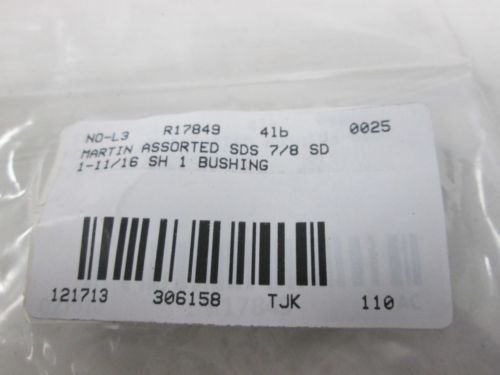 NO-L3 R17849 4lb 0025
MARTIN ASSORTED SDS 7/8 SD
1-11/16 SH 1 BUSHING
121713 306158 TJK 110